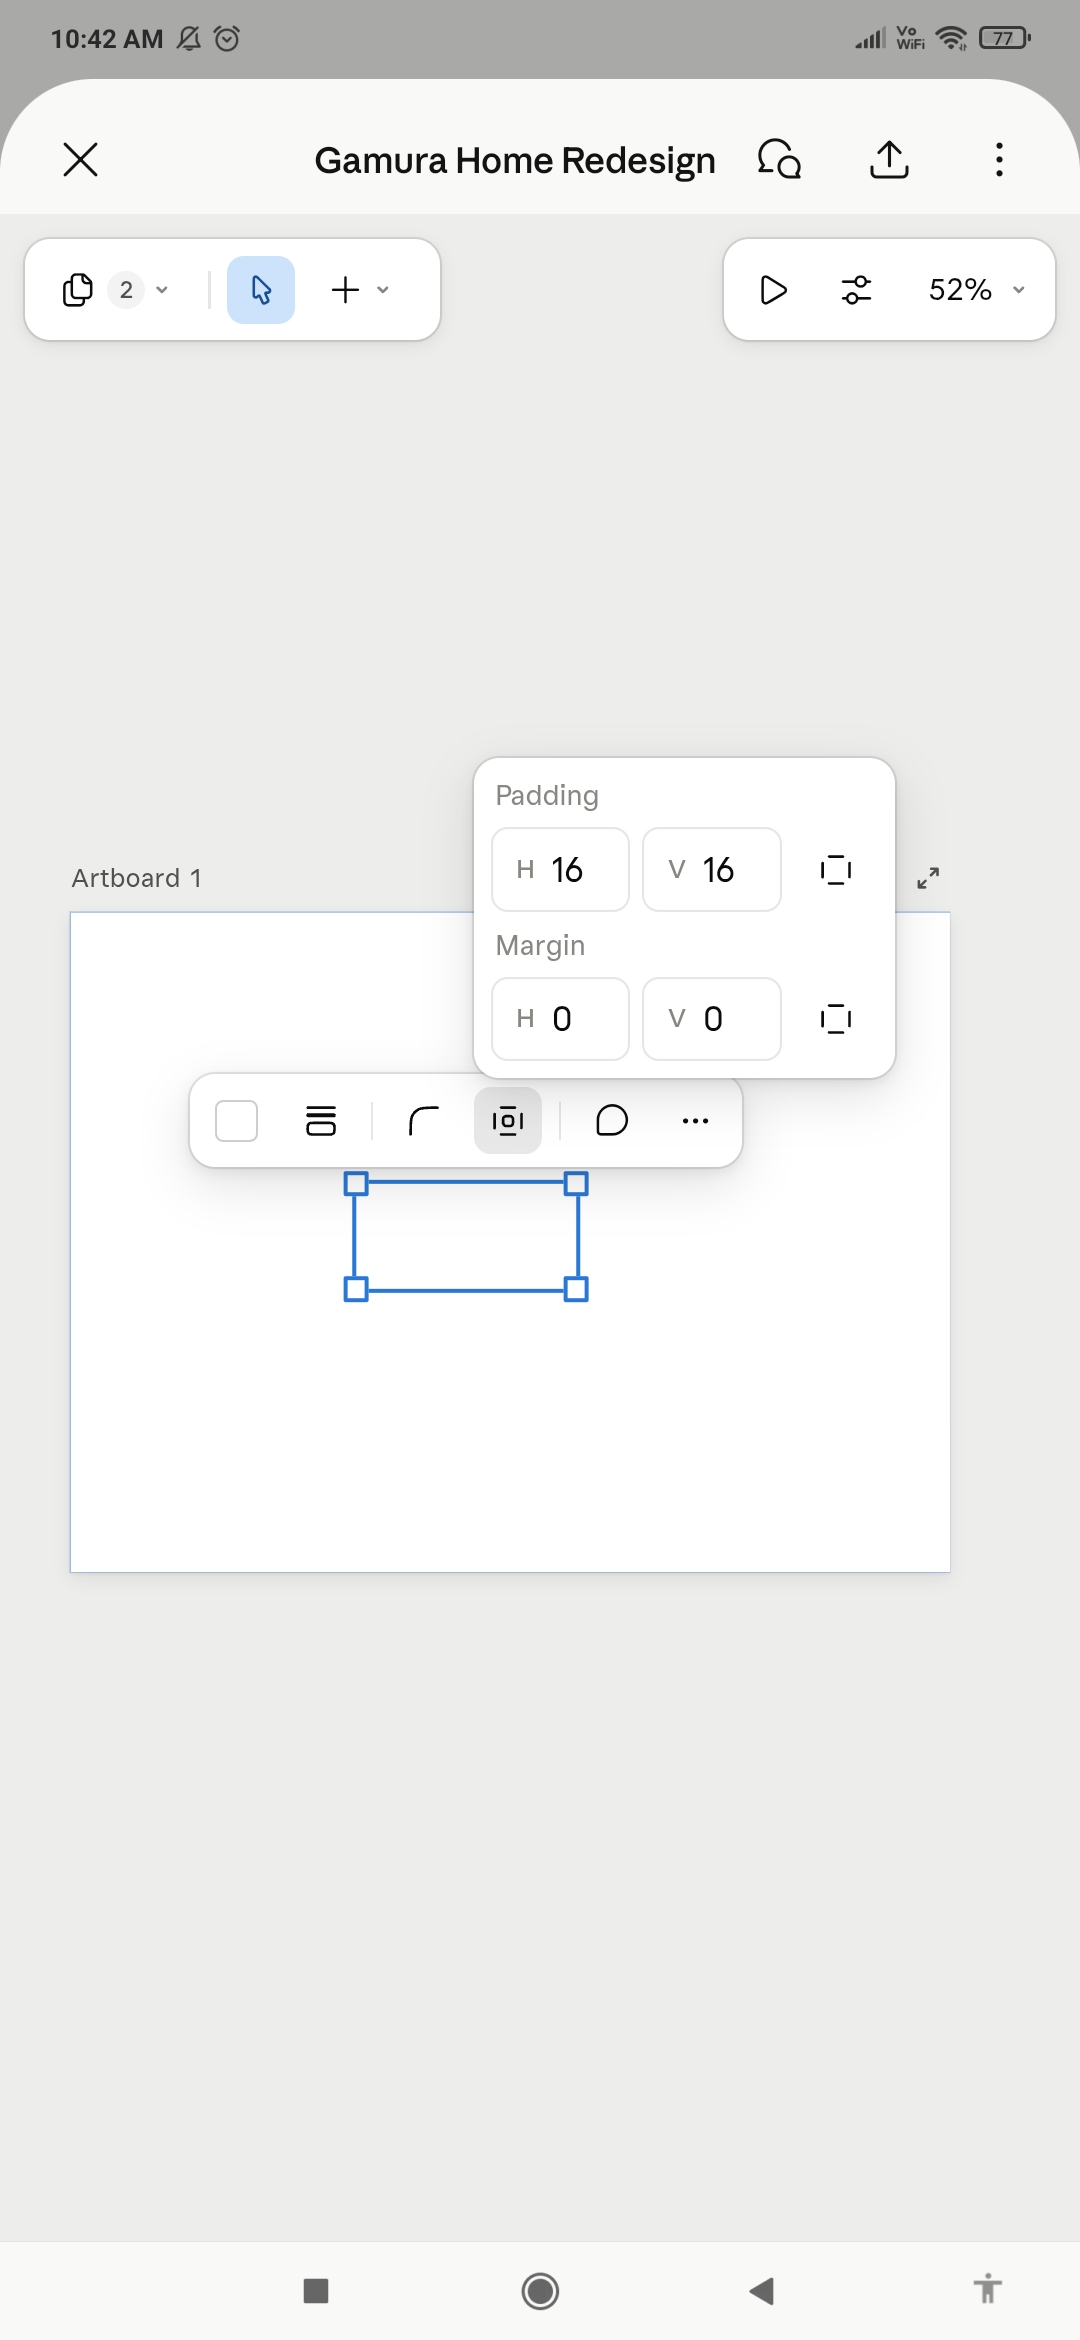 10:42 AM
Vo WiFi
77
Gamura Home Redesign
2
52%
Padding
H 16 V 16
Artboard 1
Margin
H 0 V 0